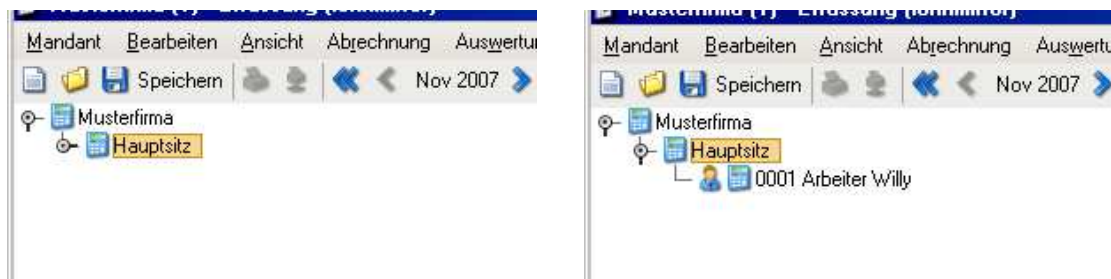 Mandant Bearbeiten Ansicht Abrechnung
Speichern Nov 2007
Musterfirma
Hauptsitz
Mandant Bearbeiten Ansicht Abrechnung
Speichern Nov 2007
Musterfirma
Hauptsitz
0001 Arbeiter Willy